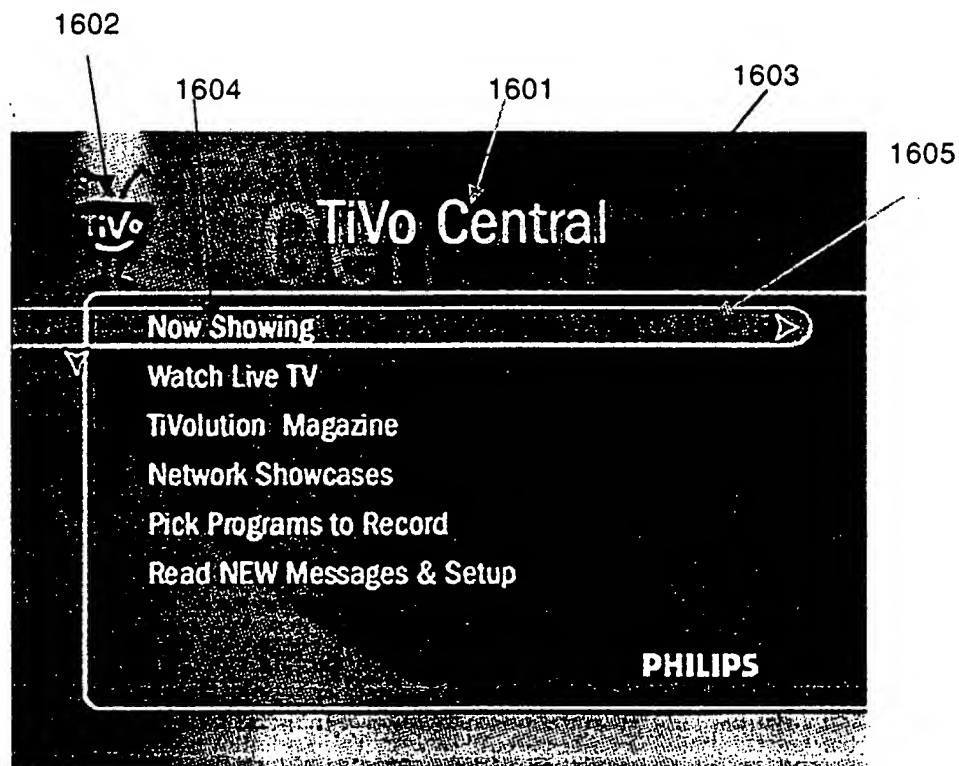 1602
1604 1601 1603
1605
TiVo
TiVo Central
Now Showing
Watch Live TV
TiVolution Magazine
Network Showcases
Pick Programs to Record
Read NEW Messages & Setup
PHILIPS